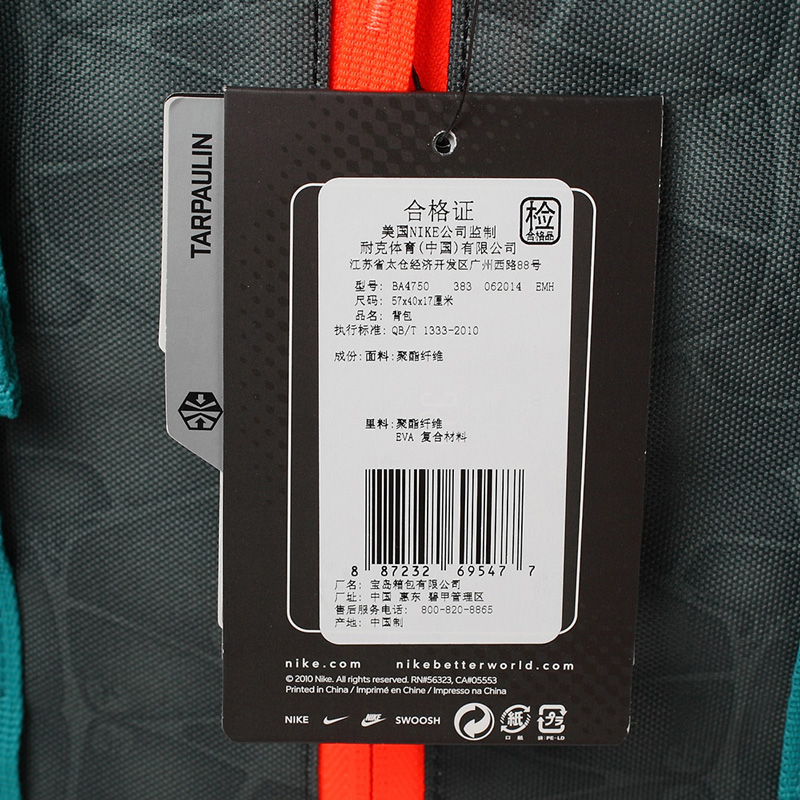 TARPAULIN
合格证
检
合格品
美国NIKE公司监制
耐克体育(中国)有限公司
江苏省太仓经济开发区广州西路88号
型号: BA4750 383 062014 EMH
尺码: 57x40x17厘米
品名: 背包
执行标准: QB/T 1333-2010
成份: 面料: 聚酯纤维
里料: 聚酯纤维
EVA 复合材料
8 87232 69547 7
厂名: 宝岛箱包有限公司
厂址: 中国 惠东 碧甲管理区
售后服务电话: 800-820-8865
产地: 中国制
nike.com nikebetterworld.com
© 2010 Nike. All rights reserved. RN#56323, CA#05553
Printed in China / Imprimé en Chine / Impresso na China
NIKE SWOOSH
紙 プラ
口 紙 袋:PE-LD